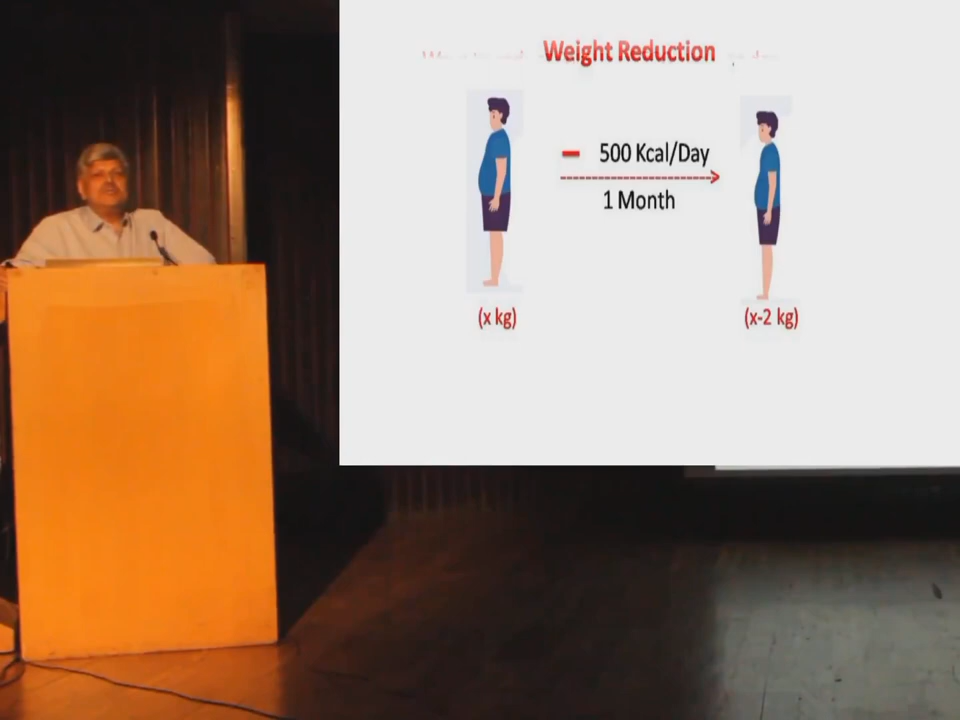 Weight Reduction
– 500 Kcal/Day
1 Month
(x kg)
(x-2 kg)